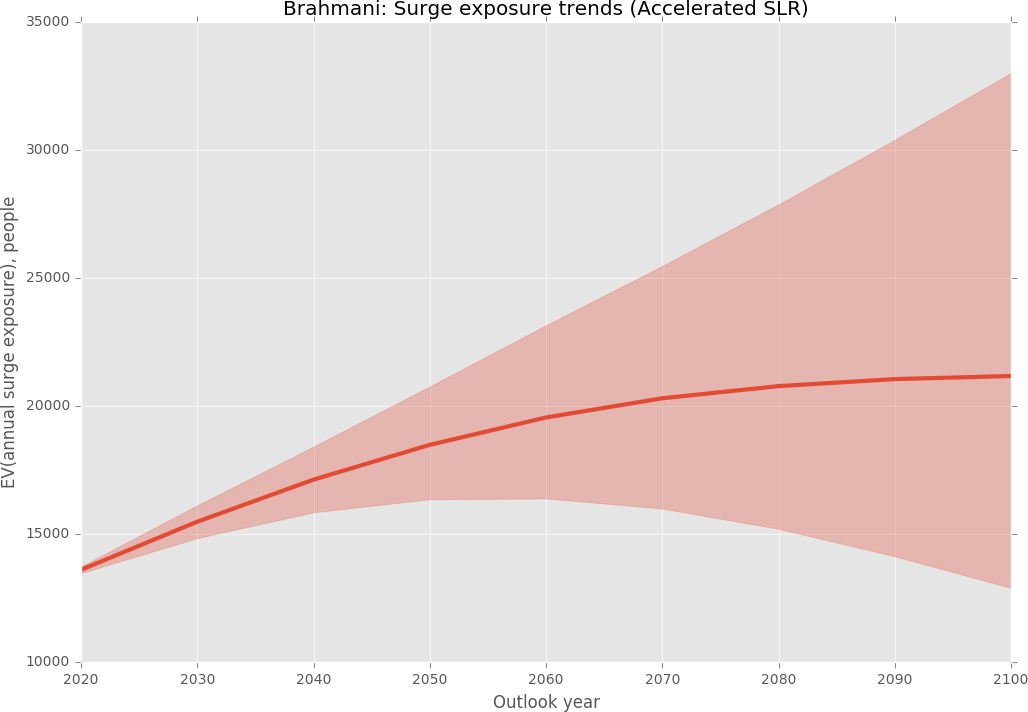 Brahmani: Surge exposure trends (Accelerated SLR)
35000
30000
25000
20000
15000
10000
EV(annual surge exposure), people
2020 2030 2040 2050 2060 2070 2080 2090 2100
Outlook year